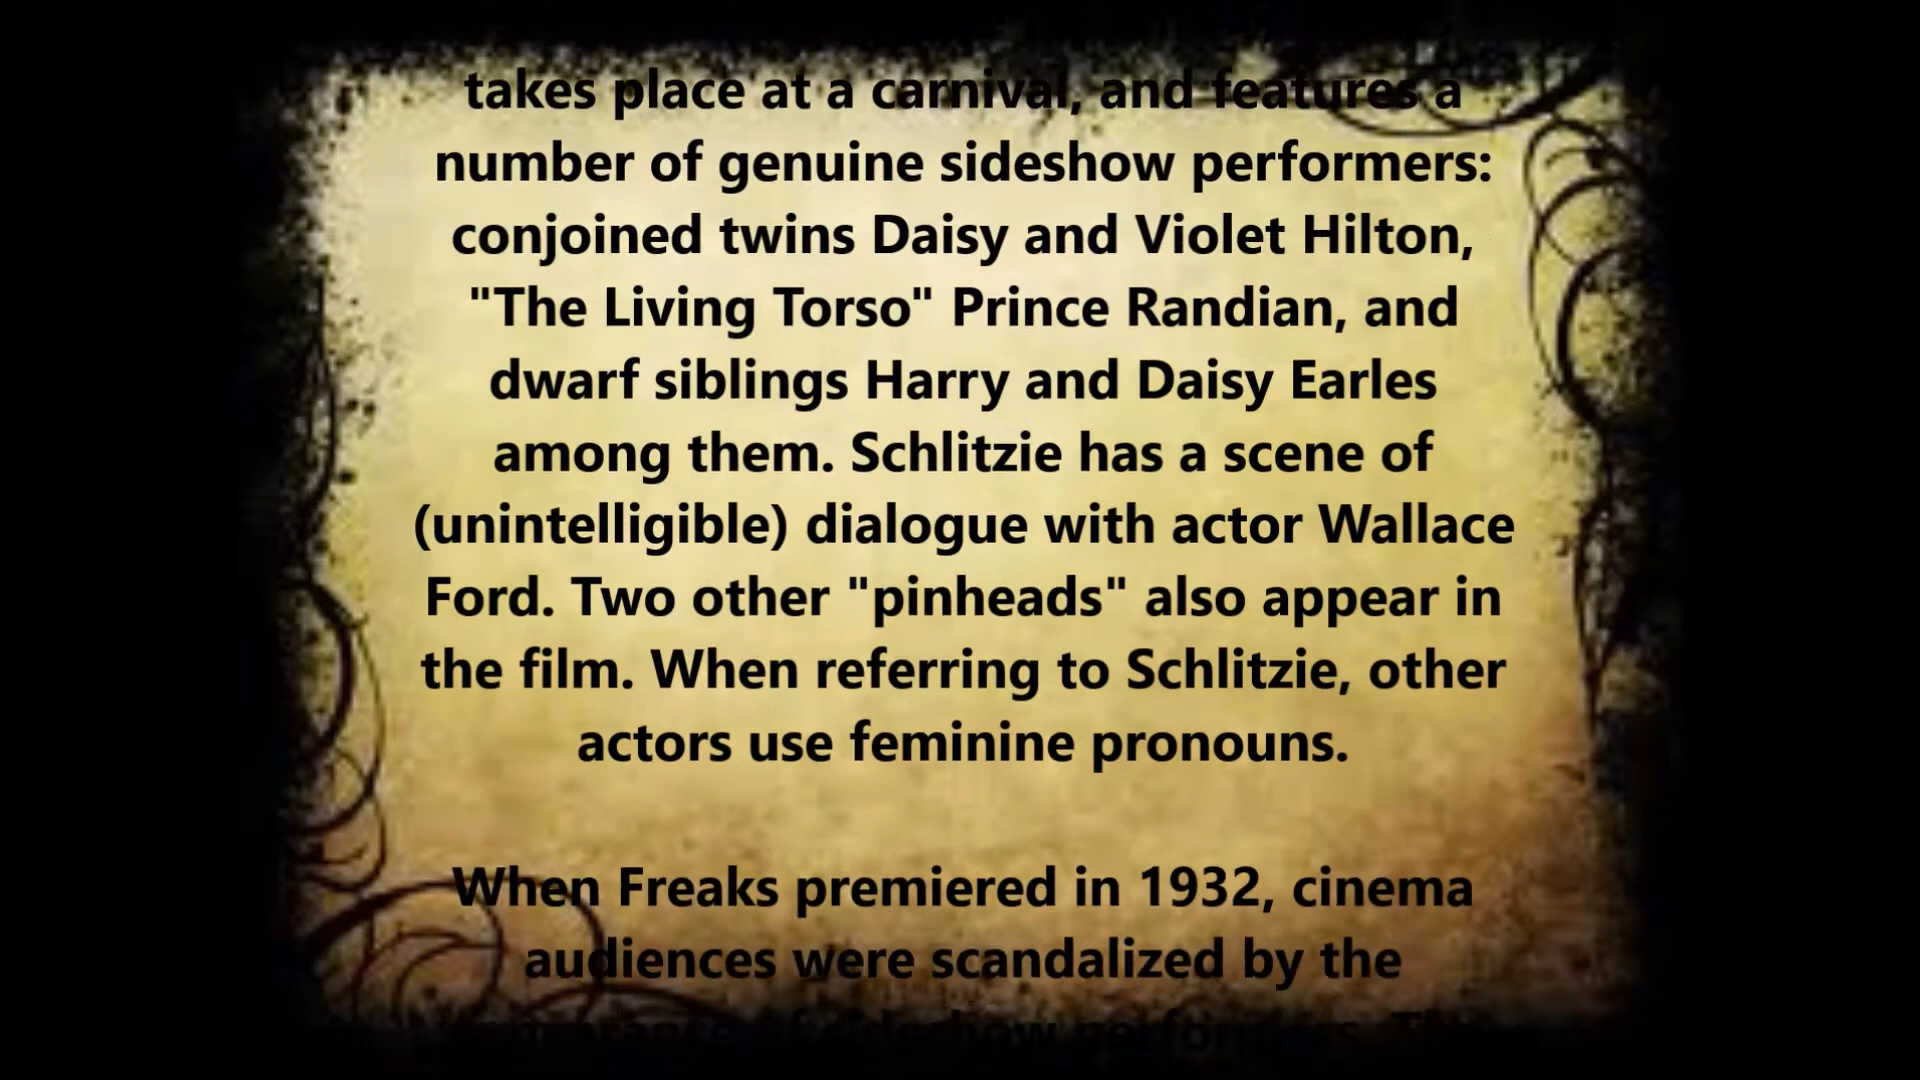 takes place at a carnival, and features a
number of genuine sideshow performers:
conjoined twins Daisy and Violet Hilton,
"The Living Torso" Prince Randian, and
dwarf siblings Harry and Daisy Earles
among them. Schlitzie has a scene of
(unintelligible) dialogue with actor Wallace
Ford. Two other "pinheads" also appear in
the film. When referring to Schlitzie, other
actors use feminine pronouns.
When Freaks premiered in 1932, cinema
audiences were scandalized by the
sideshow